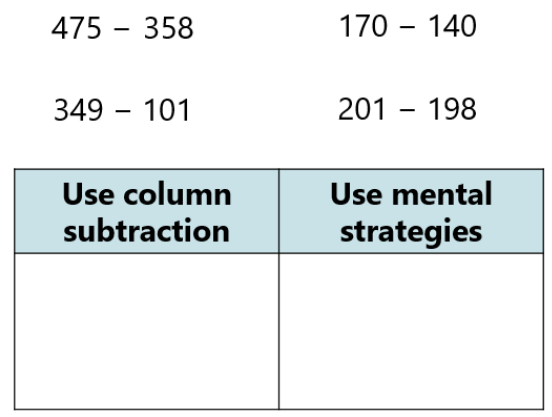 475 – 358
170 – 140
349 – 101
201 – 198
Use column
subtraction
Use mental
strategies